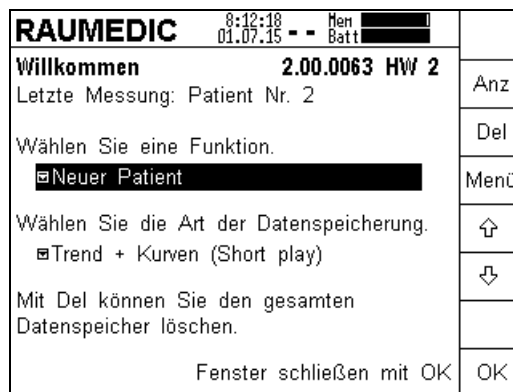 RAUMEDIC 8:12:18 Mem
01.07.15 -- Batt
Willkommen 2.00.0063 HW 2
Letzte Messung: Patient Nr. 2
Wählen Sie eine Funktion.
Neuer Patient
Wählen Sie die Art der Datenspeicherung.
Trend + Kurven (Short play)
Mit Del können Sie den gesamten
Datenspeicher löschen.
Fenster schließen mit OK
Anz
Del
Menü
OK